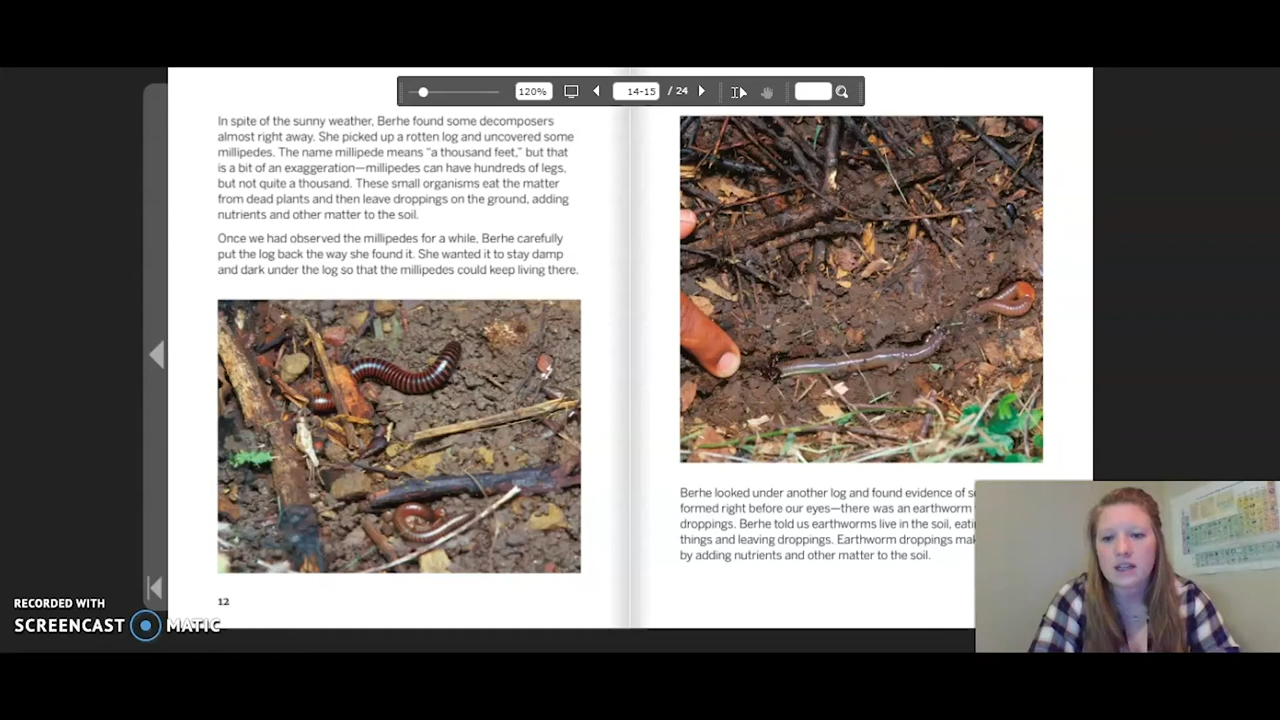 120%
14-15
/ 24
In spite of the sunny weather, Berhe found some decomposers
almost right away. She picked up a rotten log and uncovered some
millipedes. The name millipede means “a thousand feet,” but that
is a bit of an exaggeration—millipedes can have hundreds of legs,
but not quite a thousand. These small organisms eat the matter
from dead plants and then leave droppings on the ground, adding
nutrients and other matter to the soil.
Once we had observed the millipedes for a while, Berhe carefully
put the log back the way she found it. She wanted it to stay damp
and dark under the log so that the millipedes could keep living there.
12
Berhe looked under another log and found evidence of
formed right before our eyes—there was an earthworm
droppings. Berhe told us earthworms live in the soil,
things and leaving droppings. Earthworm droppings
by adding nutrients and other matter to the soil.
RECORDED WITH
SCREENCAST MATIC